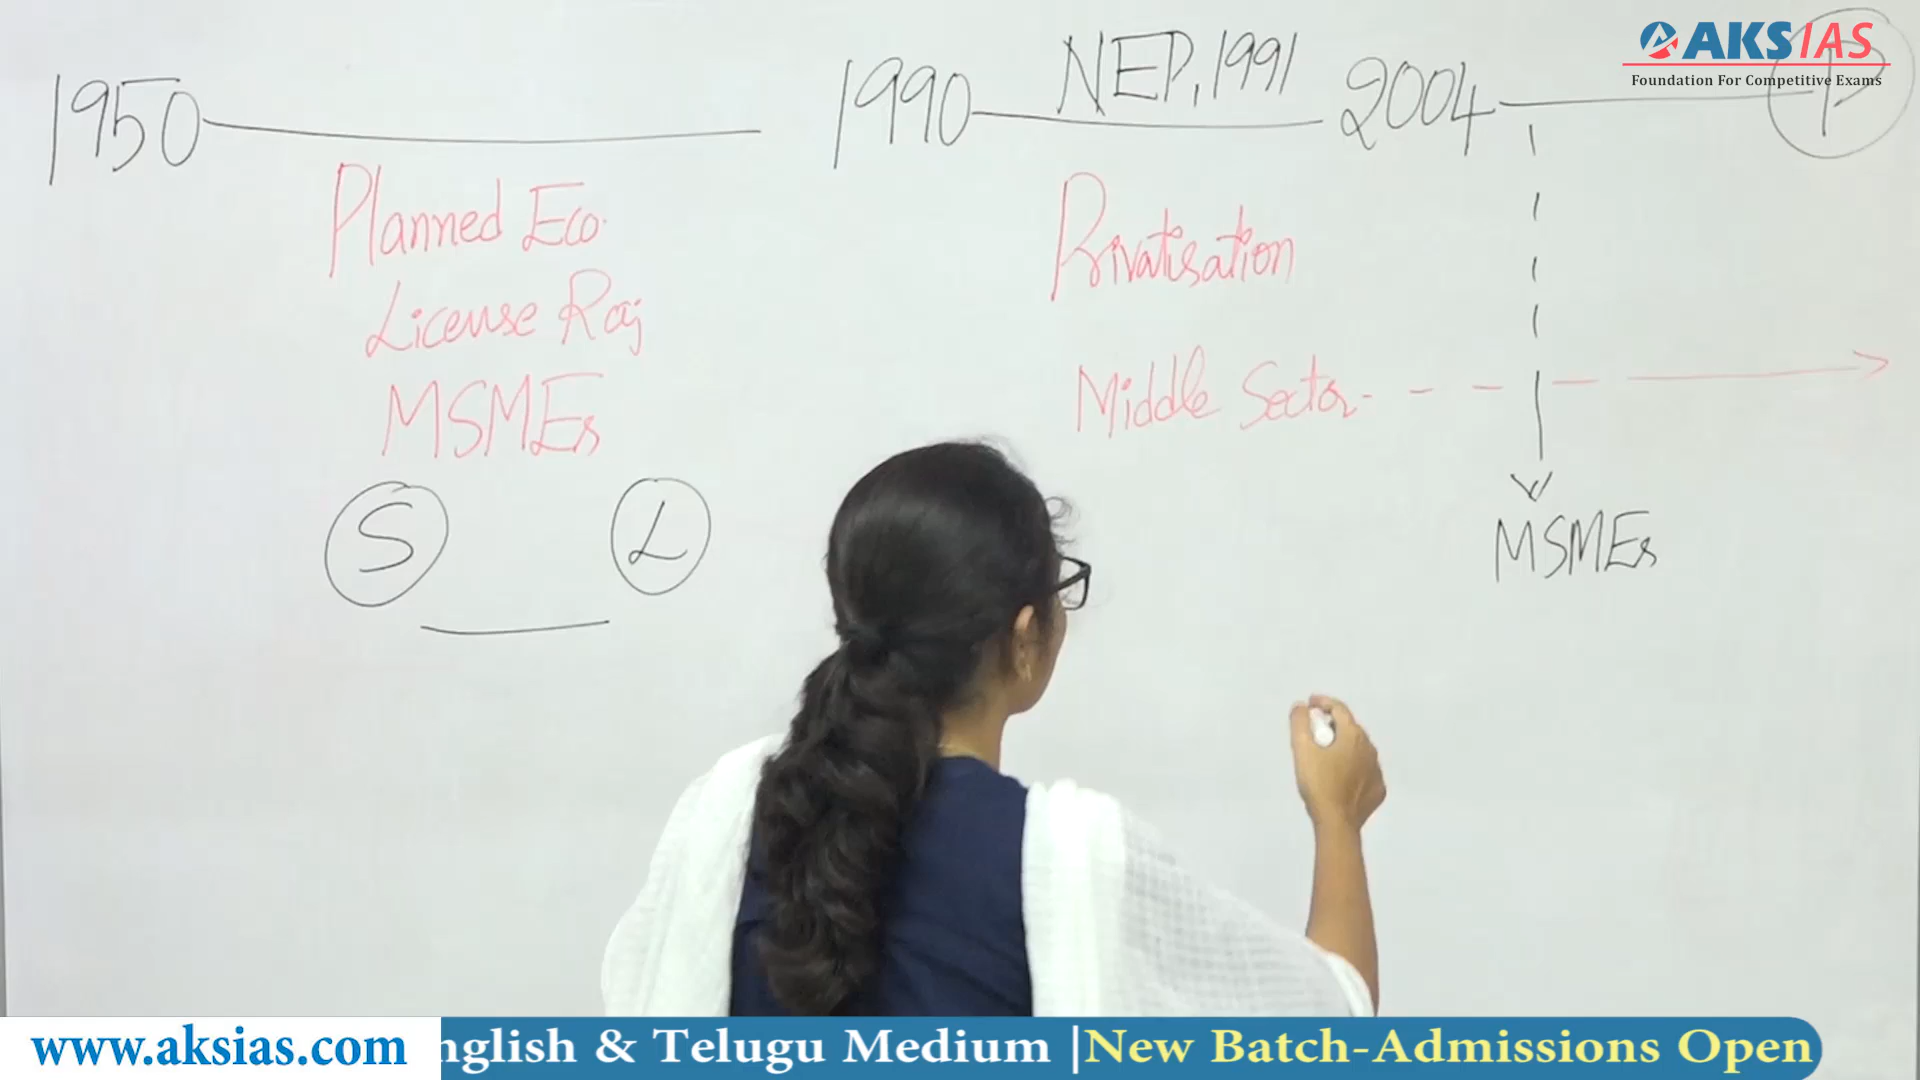 AKS IAS
Foundation For Competitive Exams
1950 1990 NEP, 1991 2004 P
Planned Eco.
License Raj
MSMEs
S L
Privatisation
Middle Sector
MSMEs
www.aksias.com nglish & Telugu Medium | New Batch-Admissions Open